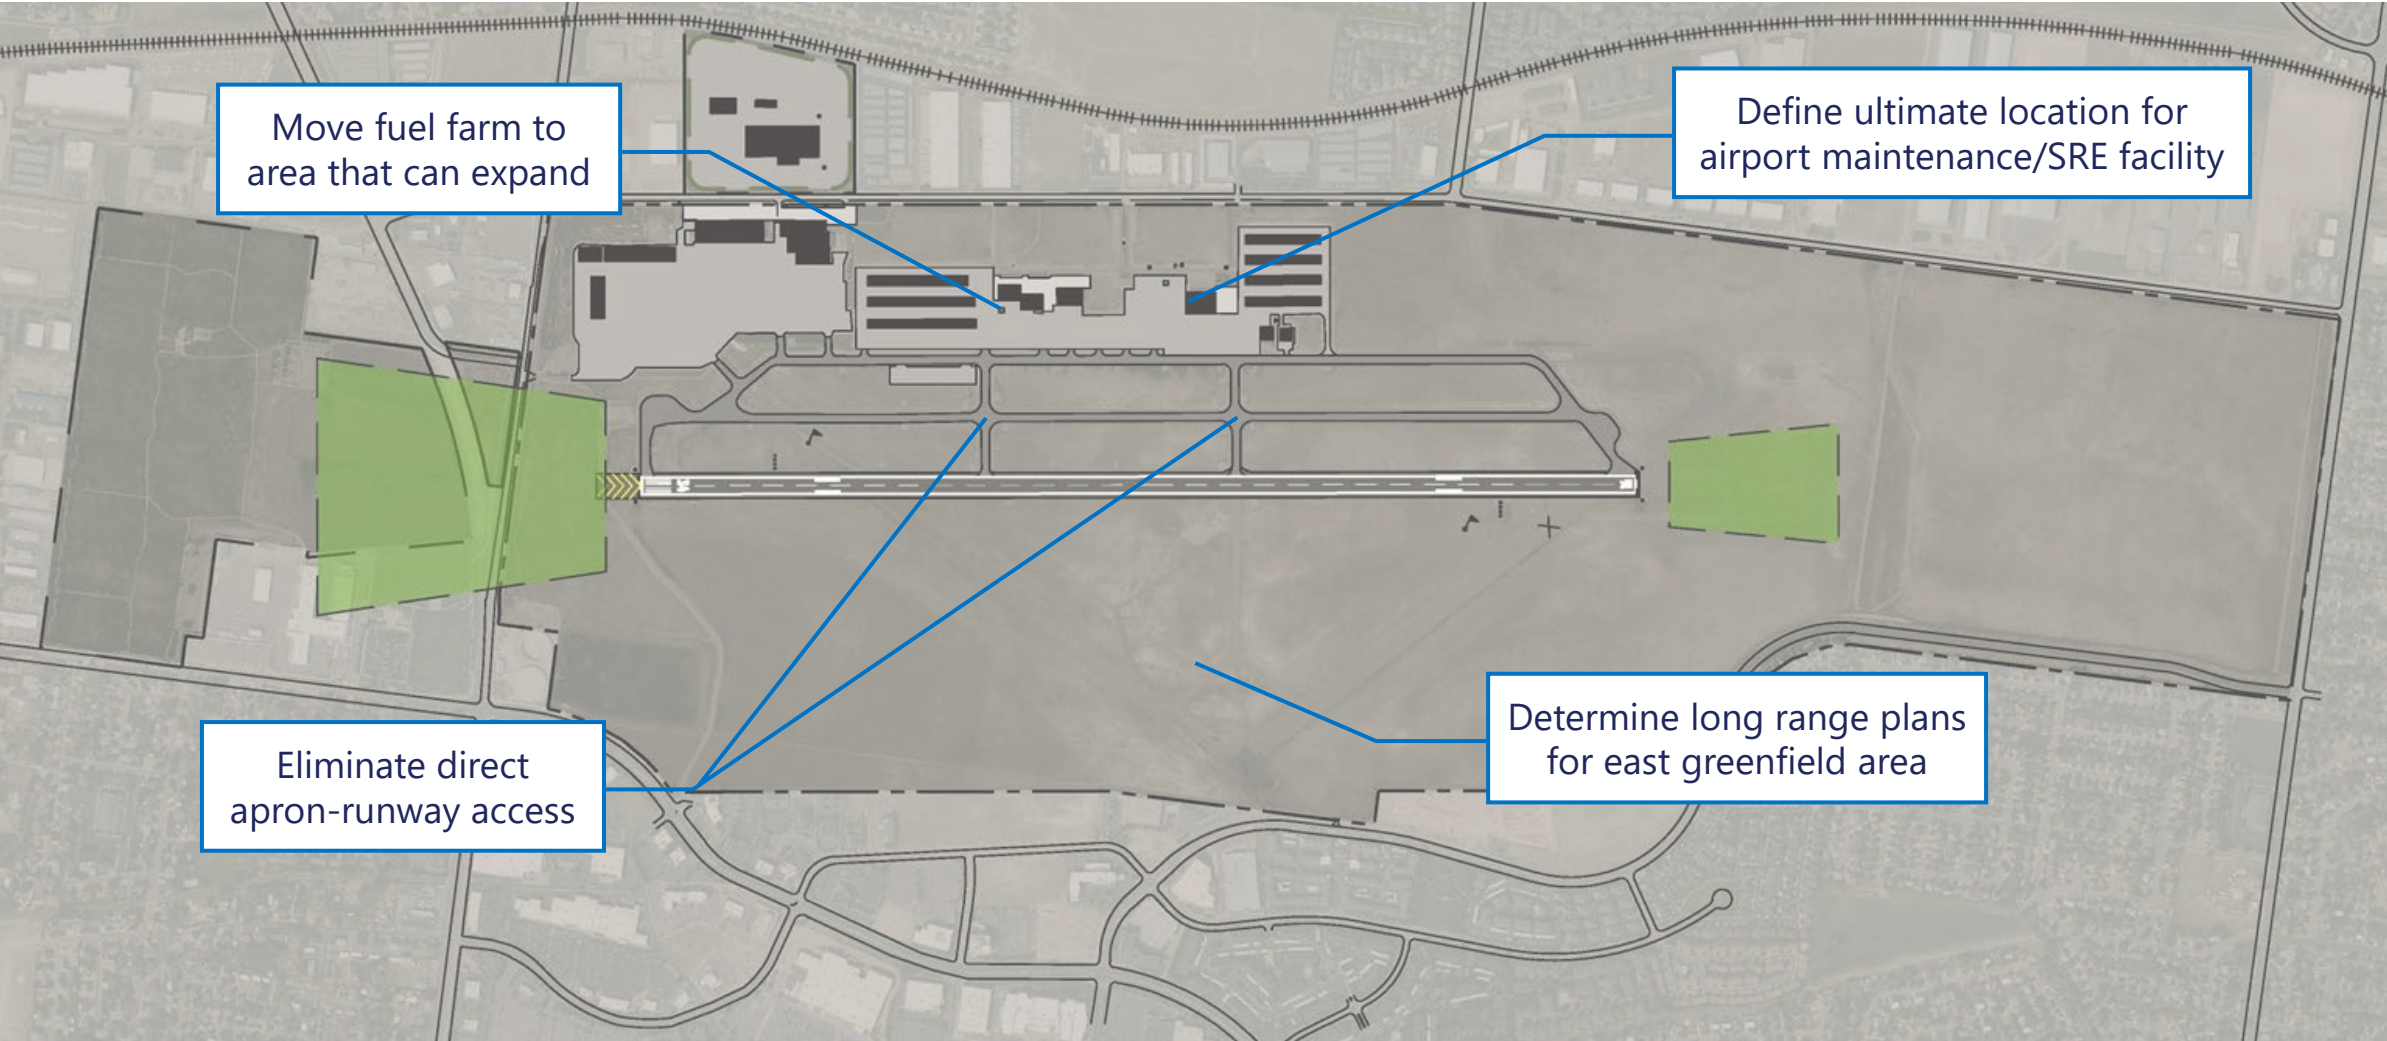 Move fuel farm to
area that can expand
Define ultimate location for
airport maintenance/SRE facility
Eliminate direct
apron-runway access
Determine long range plans
for east greenfield area